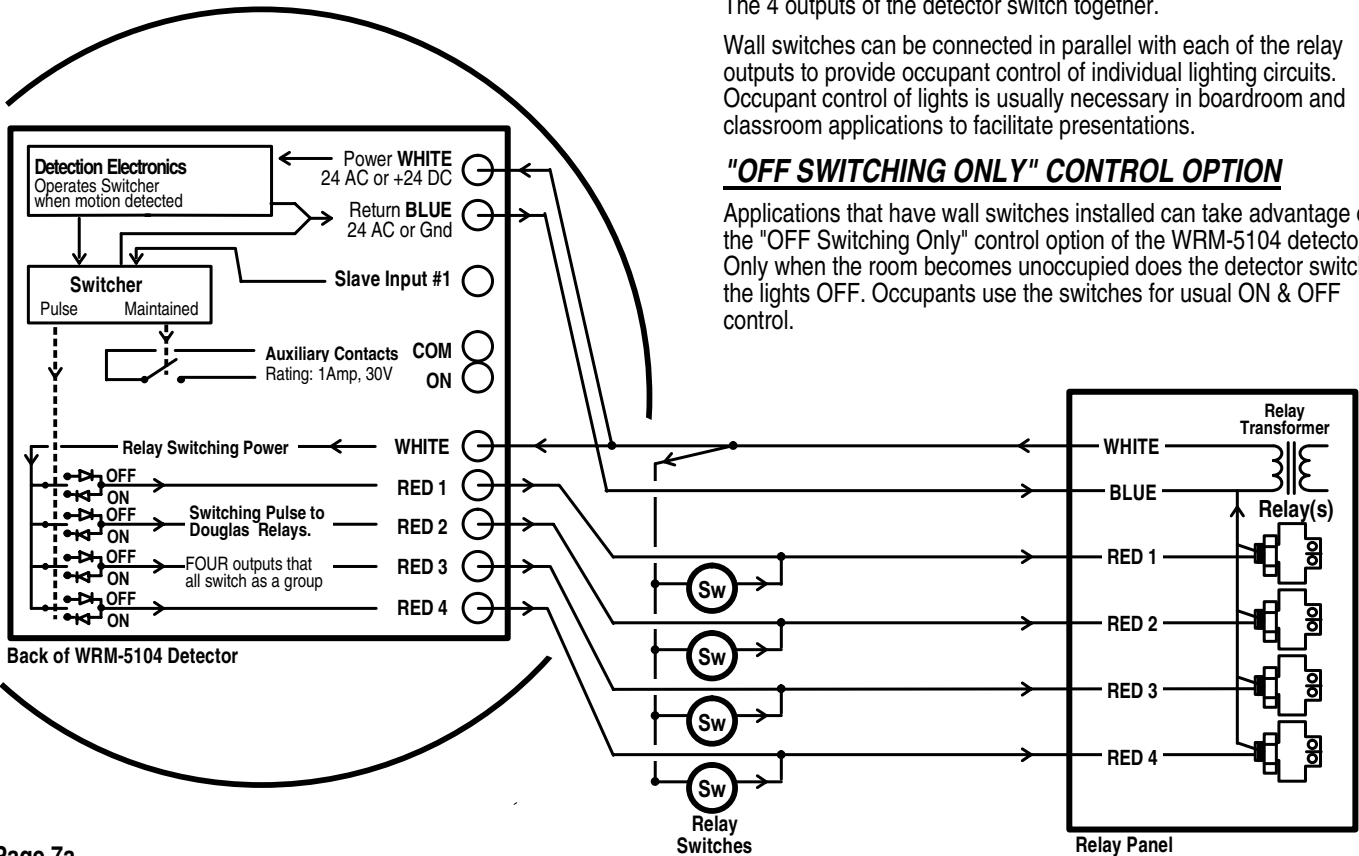 The 4 outputs of the detector switch together.
Wall switches can be connected in parallel with each of the relay
outputs to provide occupant control of individual lighting circuits.
Occupant control of lights is usually necessary in boardroom and
classroom applications to facilitate presentations.
"OFF SWITCHING ONLY" CONTROL OPTION
Applications that have wall switches installed can take advantage
the "OFF Switching Only" control option of the WRM-5104
Only when the room becomes unoccupied does the detector
the lights OFF. Occupants use the switches for usual ON & OFF
control.
Detection Electronics
Operates Switcher
when motion detected
Power WHITE
24 AC or +24 DC
Return BLUE
24 AC or Gnd
Slave Input #1
Switcher
Pulse Maintained
Auxiliary Contacts COM
Rating: 1Amp, 30V ON
Relay Switching Power WHITE
OFF
ON
RED 1
OFF
ON
Switching Pulse to
Douglas Relays.
RED 2
OFF
ON
FOUR outputs that
all switch as a group
RED 3
OFF
ON
RED 4
Back of WRM-5104 Detector
Sw
Sw
Sw
Sw
Relay
Switches
Relay
Transformer
WHITE
BLUE
Relay(s)
RED 1
RED 2
RED 3
RED 4
Relay Panel
Page 7a